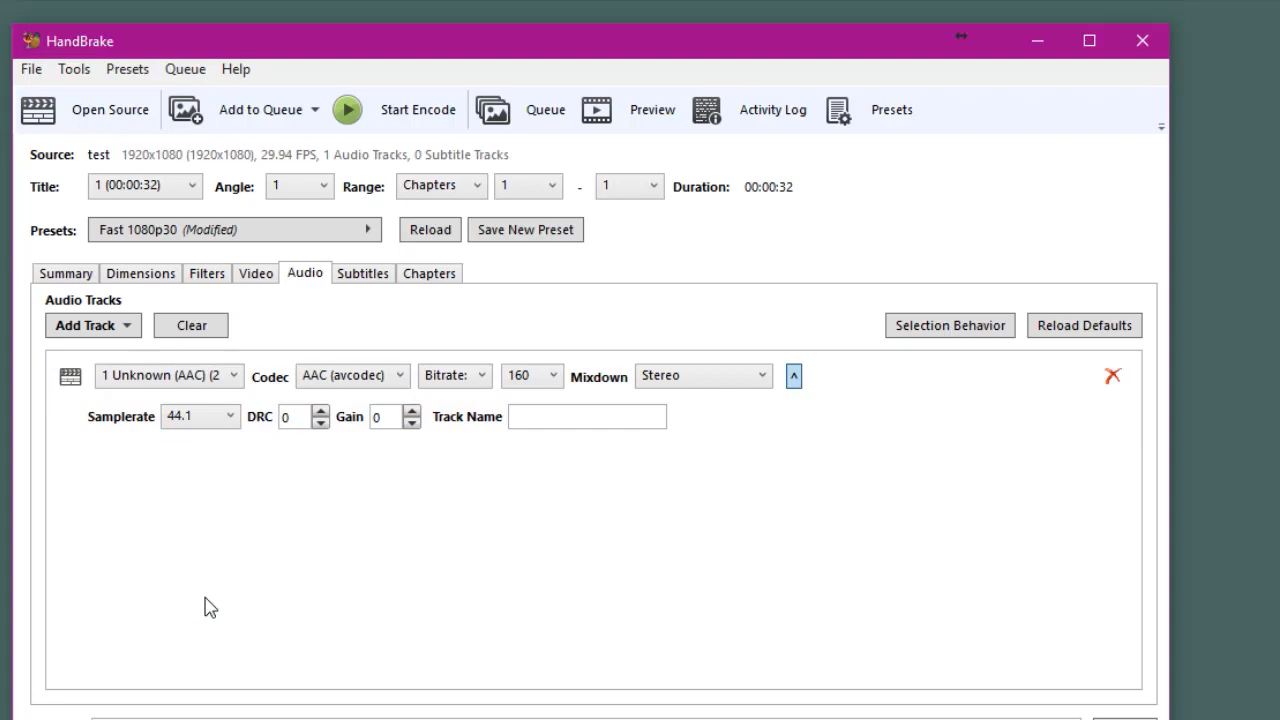 HandBrake
File Tools Presets Queue Help
Open Source Add to Queue Start Encode Queue Preview Activity Log Presets
Source: test 1920x1080 (1920x1080), 29.94 FPS, 1 Audio Tracks, 0 Subtitle Tracks
Title: 1 (00:00:32) Angle: 1 Range: Chapters 1 - 1 Duration: 00:00:32
Presets: Fast 1080p30 (Modified) Reload Save New Preset
Summary Dimensions Filters Video Audio Subtitles Chapters
Audio Tracks
Add Track Clear Selection Behavior Reload Defaults
1 Unknown (AAC) (2 Codec AAC (avcodec) Bitrate: 160 Mixdown Stereo
Samplerate 44.1 DRC 0 Gain 0 Track Name